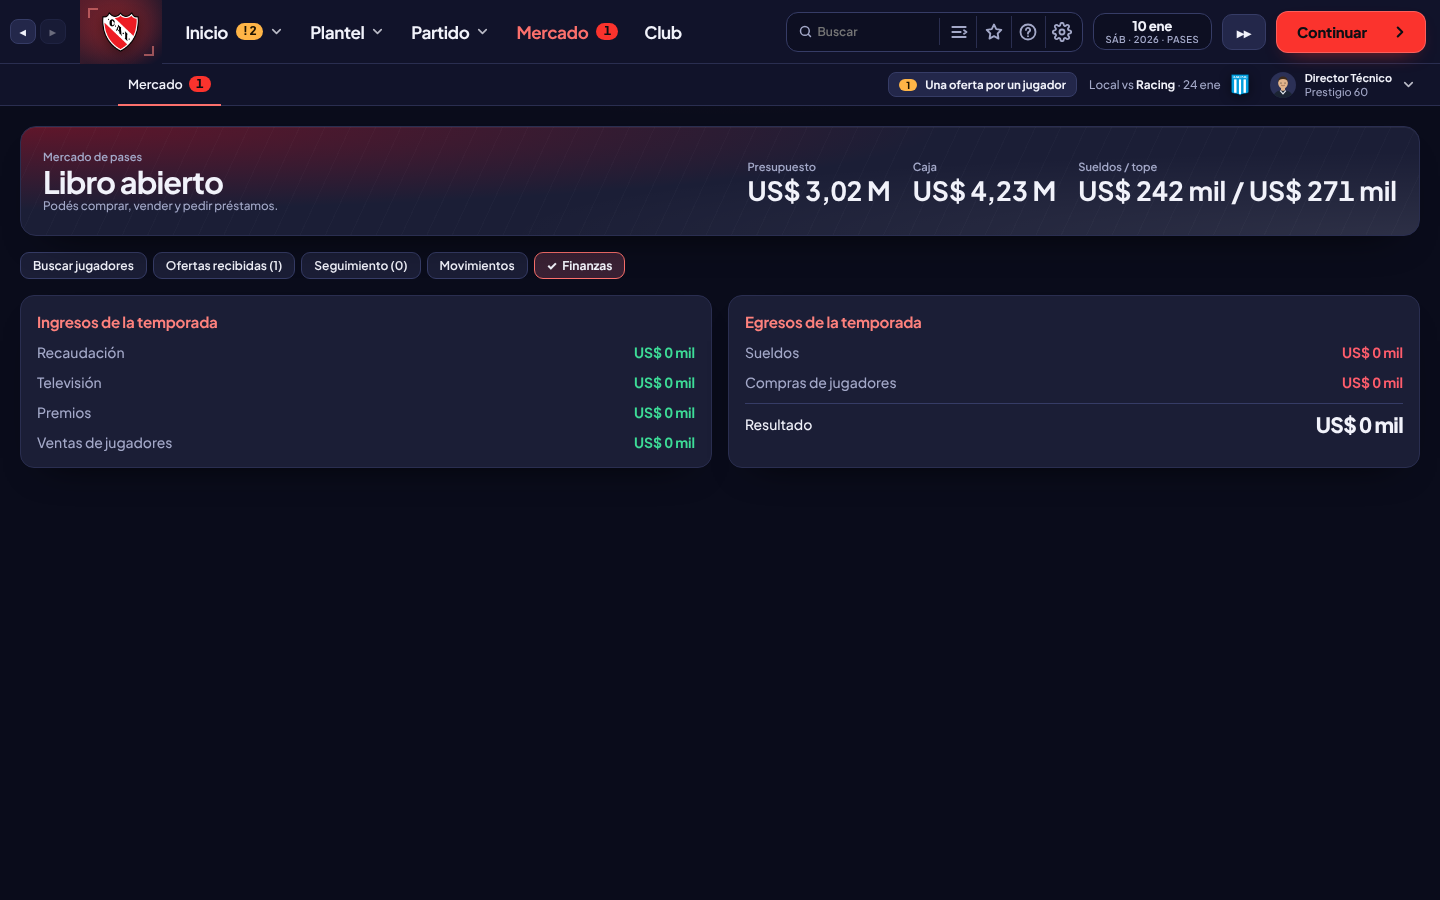 Inicio !2
Plantel
Partido
Mercado 1
Club
Buscar
10 ene
SÁB · 2026 · PASES
Continuar
Mercado 1
1 Una oferta por un jugador
Local vs Racing · 24 ene
Director Técnico
Prestigio 60
Mercado de pases
Libro abierto
Podés comprar, vender y pedir préstamos.
Presupuesto
US$ 3,02 M
Caja
US$ 4,23 M
Sueldos / tope
US$ 242 mil / US$ 271 mil
Buscar jugadores
Ofertas recibidas (1)
Seguimiento (0)
Movimientos
✓ Finanzas
Ingresos de la temporada
Recaudación US$ 0 mil
Televisión US$ 0 mil
Premios US$ 0 mil
Ventas de jugadores US$ 0 mil
Egresos de la temporada
Sueldos US$ 0 mil
Compras de jugadores US$ 0 mil
Resultado US$ 0 mil